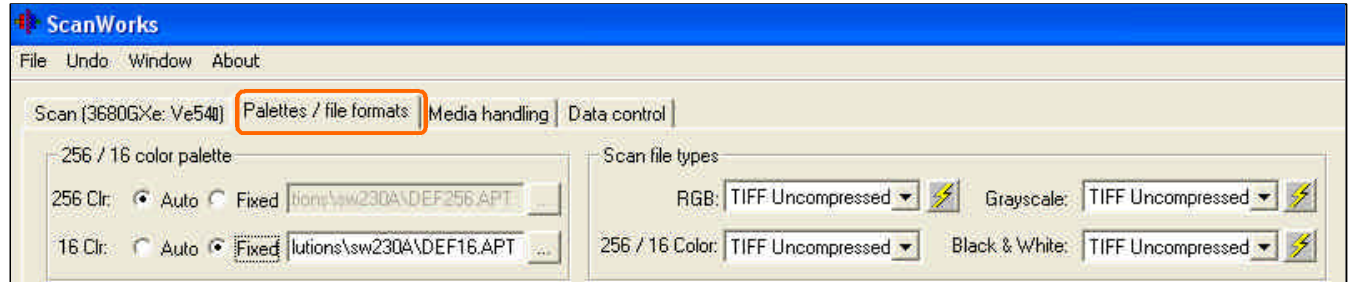 ScanWorks
File Undo Window About
Scan (3680GXe: Ve540) Palettes / file formats Media handling Data control
256 / 16 color palette Scan file types
256 Clr: Auto Fixed tions\sw230A\DEF256.APT ... RGB: TIFF Uncompressed Grayscale: TIFF Uncompressed
16 Clr: Auto Fixed lutions\sw230A\DEF16.APT ... 256 / 16 Color: TIFF Uncompressed Black & White: TIFF Uncompressed